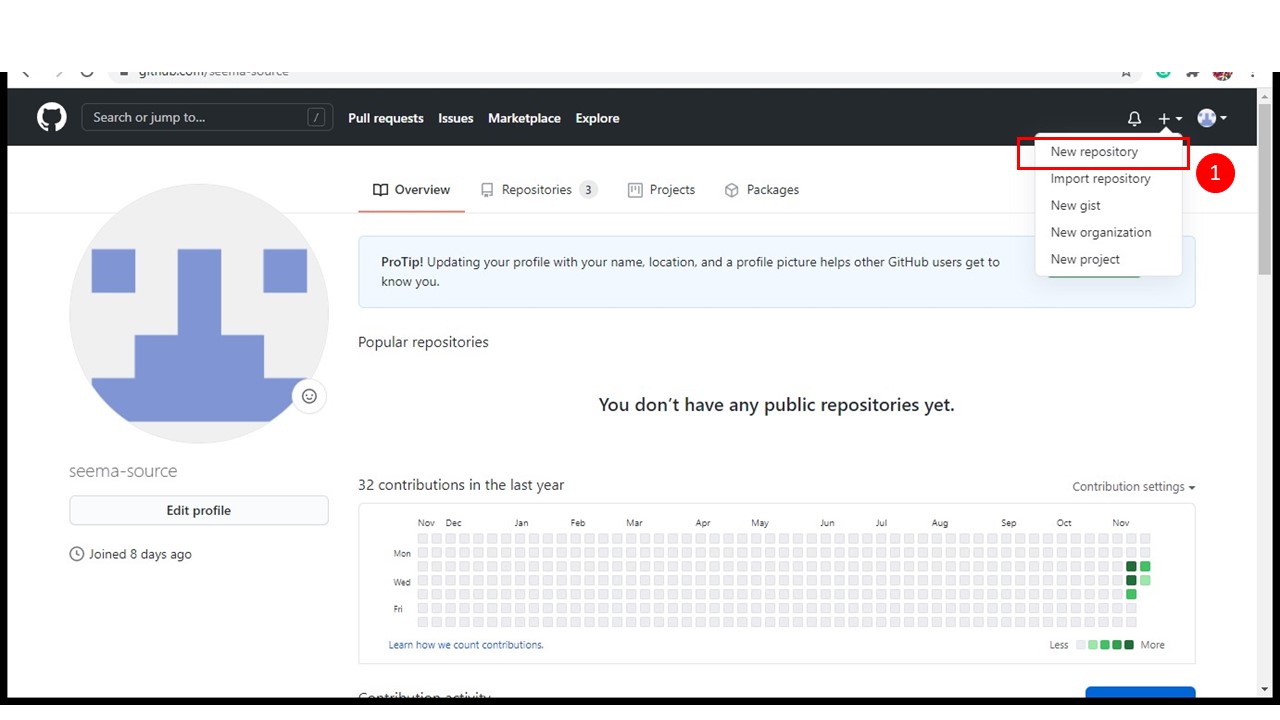 github.com/seema-source
Search or jump to... /
Pull requests Issues Marketplace Explore
New repository
1
Import repository
New gist
New organization
New project
Overview Repositories 3 Projects Packages
ProTip! Updating your profile with your name, location, and a profile picture helps other GitHub users get to
know you.
Popular repositories
You don't have any public repositories yet.
seema-source
Edit profile
Joined 8 days ago
32 contributions in the last year
Contribution settings
Nov Dec Jan Feb Mar Apr May Jun Jul Aug Sep Oct Nov
Mon
Wed
Fri
Learn how we count contributions.
Less More
Contribution activity